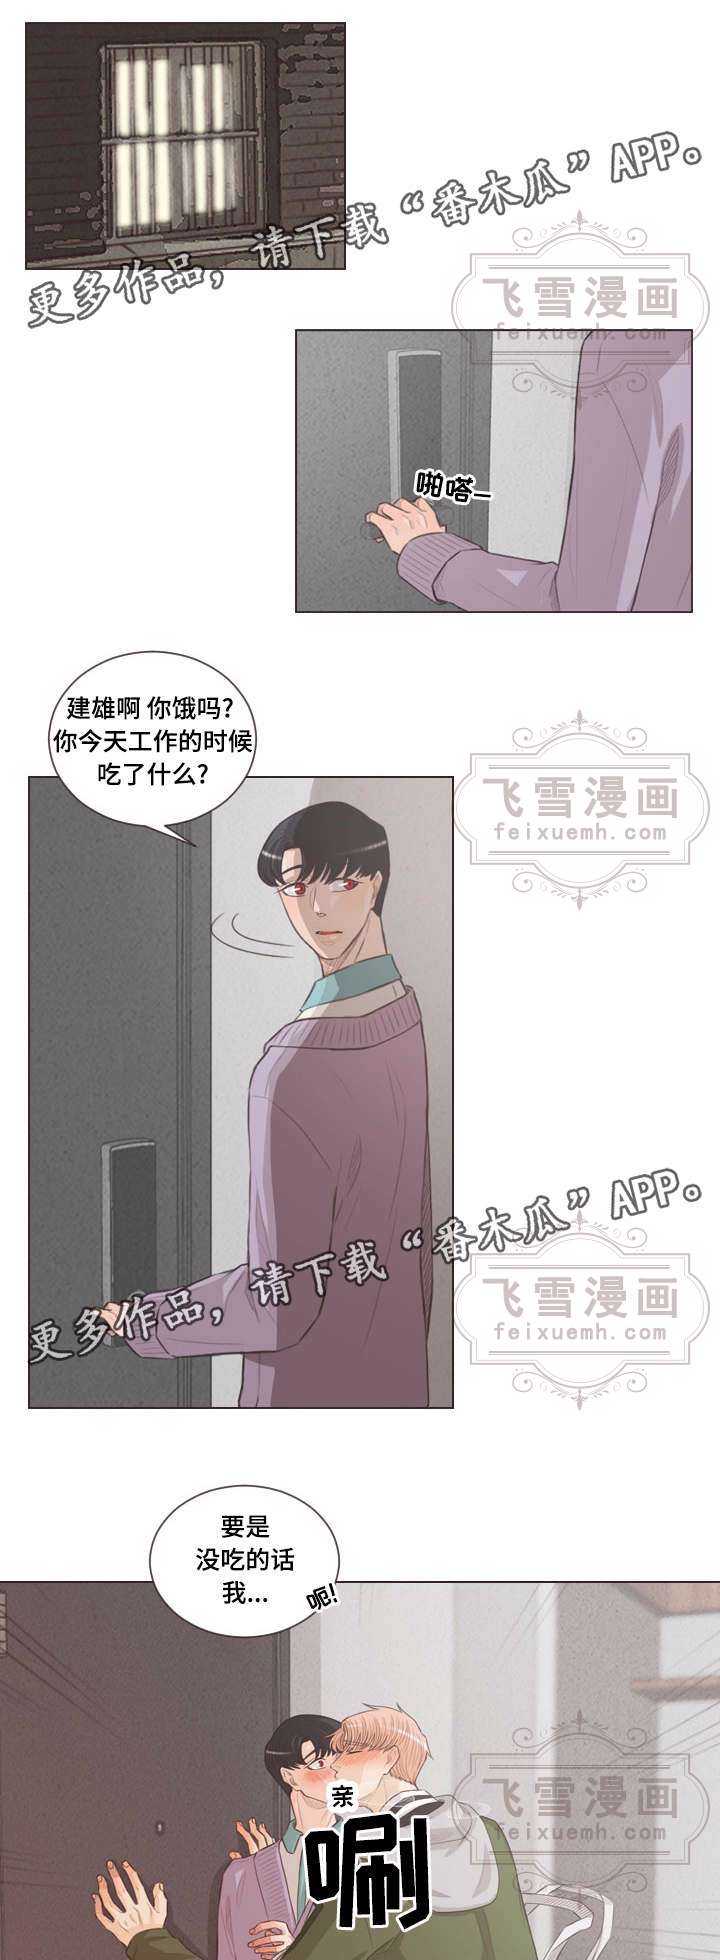 更多作品，请下载“番木瓜”APP。
飞雪漫画
feixuemh.com
啪嗒–
建雄啊 你饿吗?
你今天工作的时候
吃了什么?
飞雪漫画
feixuemh.com
更多作品，请下载“番木瓜”APP。
飞雪漫画
feixuemh.com
要是
没吃的话
我...
呃!
亲
唰
飞雪漫画
feixuemh.com